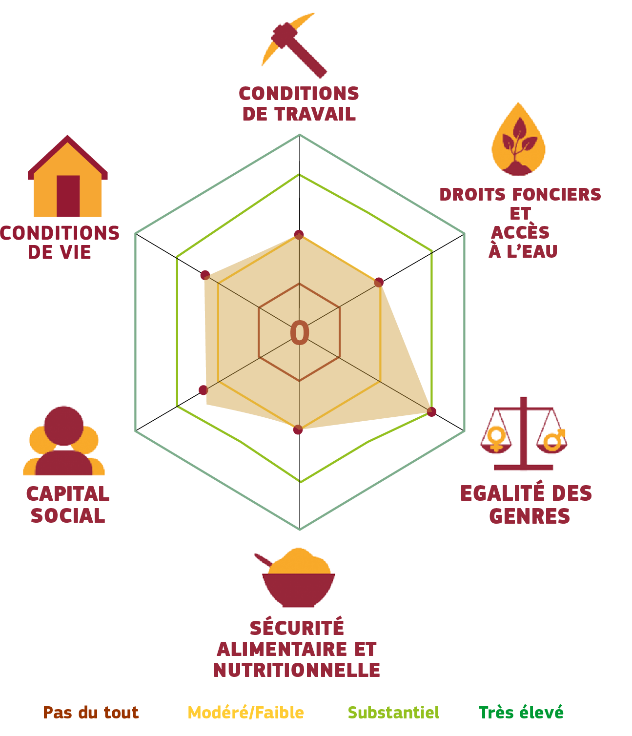 CONDITIONS
DE TRAVAIL
DROITS FONCIERS
ET
ACCÈS
À L'EAU
CONDITIONS
DE VIE
0
CAPITAL
SOCIAL
EGALITÉ DES
GENRES
SÉCURITÉ
ALIMENTAIRE ET
NUTRITIONNELLE
Pas du tout Modéré/Faible Substantiel Très élevé